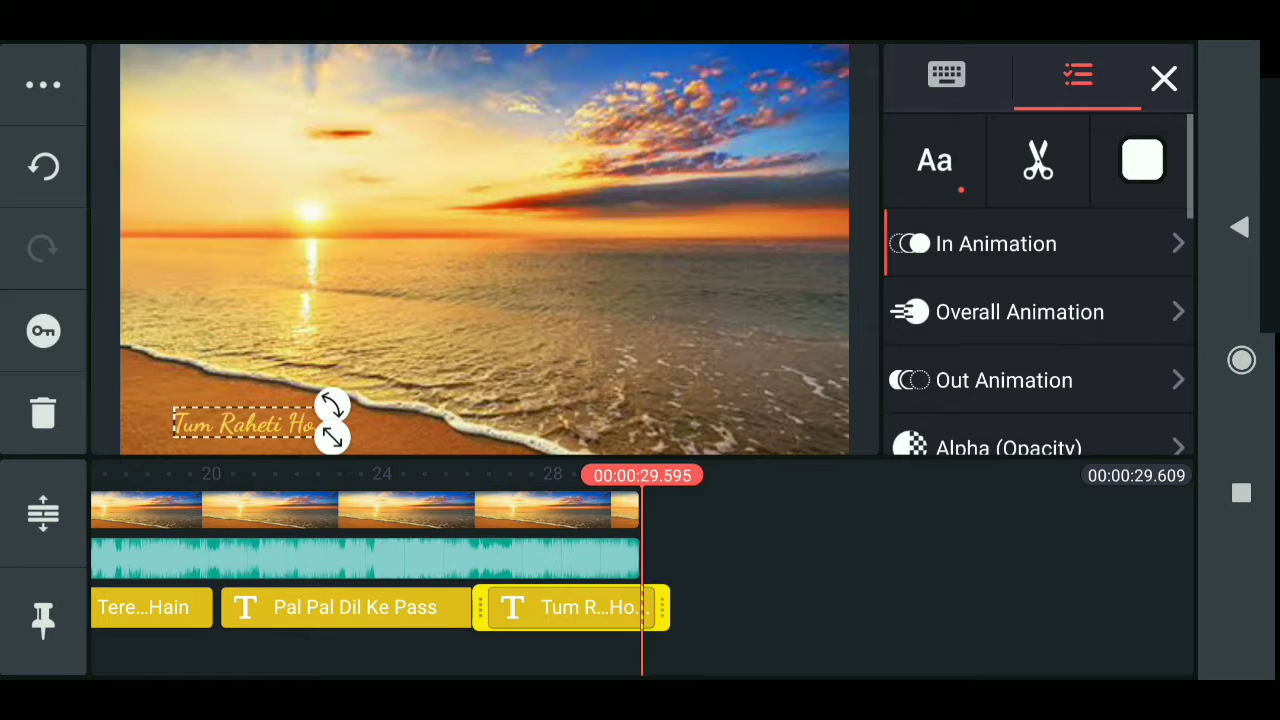 Aa
In Animation
Overall Animation
Out Animation
Alpha (Opacity)
Tum Raheti Ho
20
24
28
00:00:29.595
00:00:29.609
Tere...Hain
T
Pal Pal Dil Ke Pass
T
Tum R...Ho...